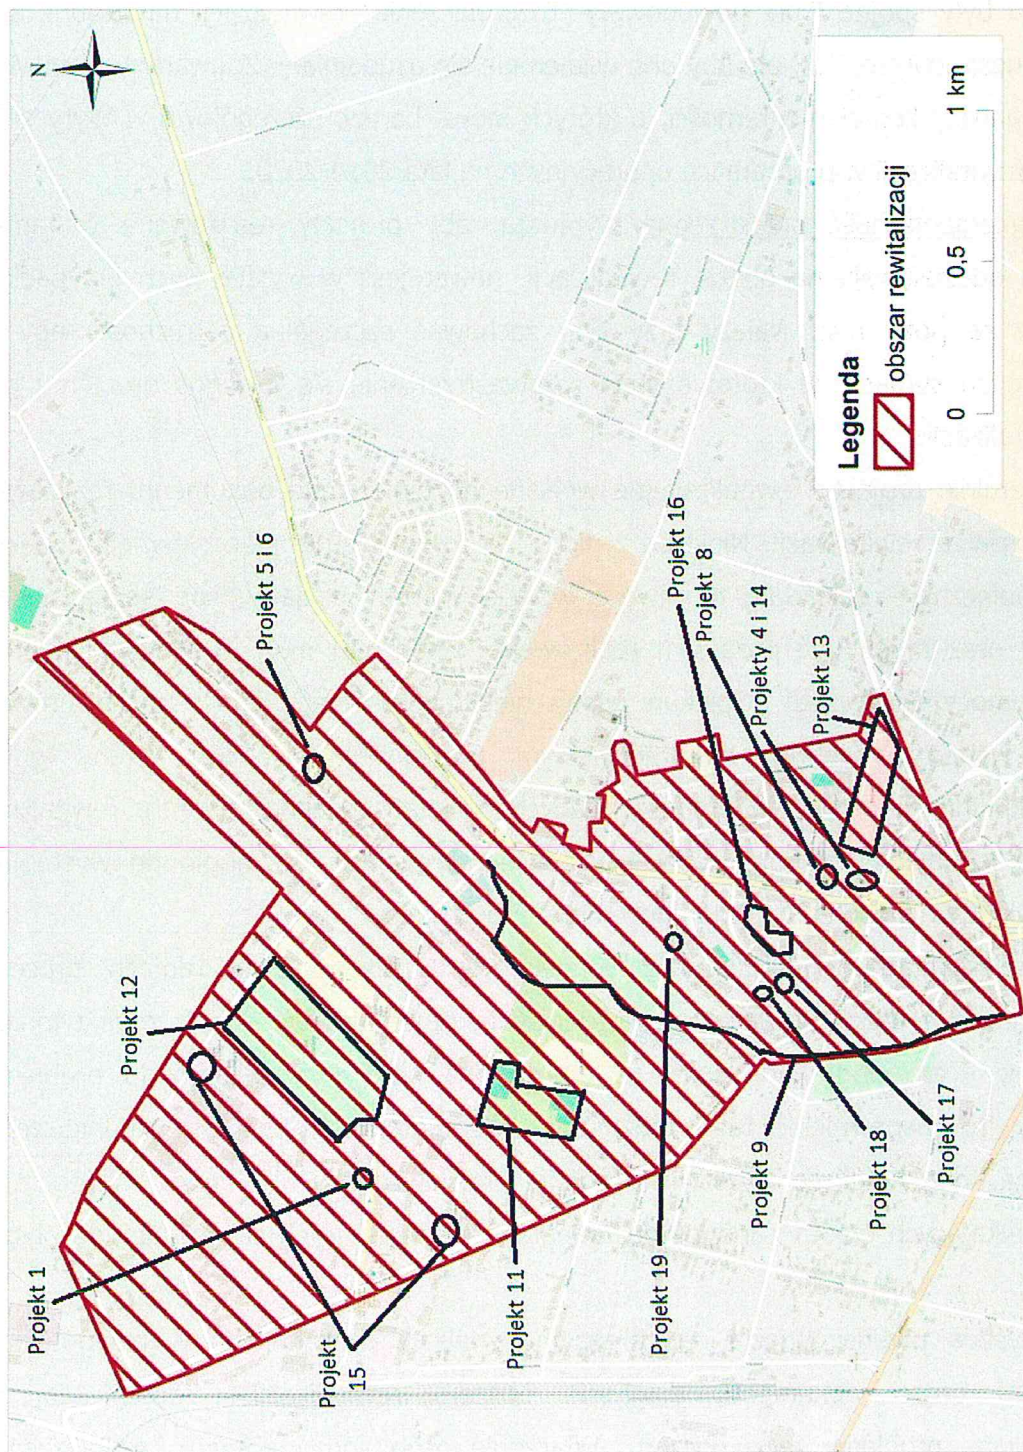 N
Projekt 1
Projekt
15
Projekt 12
Projekt 11
Projekt 19
Projekt 9
Projekt 18
Projekt 17
Projekt 5 i 6
Projekt 16
Projekt 8
Projekty 4 i 14
Projekt 13
Legenda
obszar rewitalizacji
0
0,5
1 km